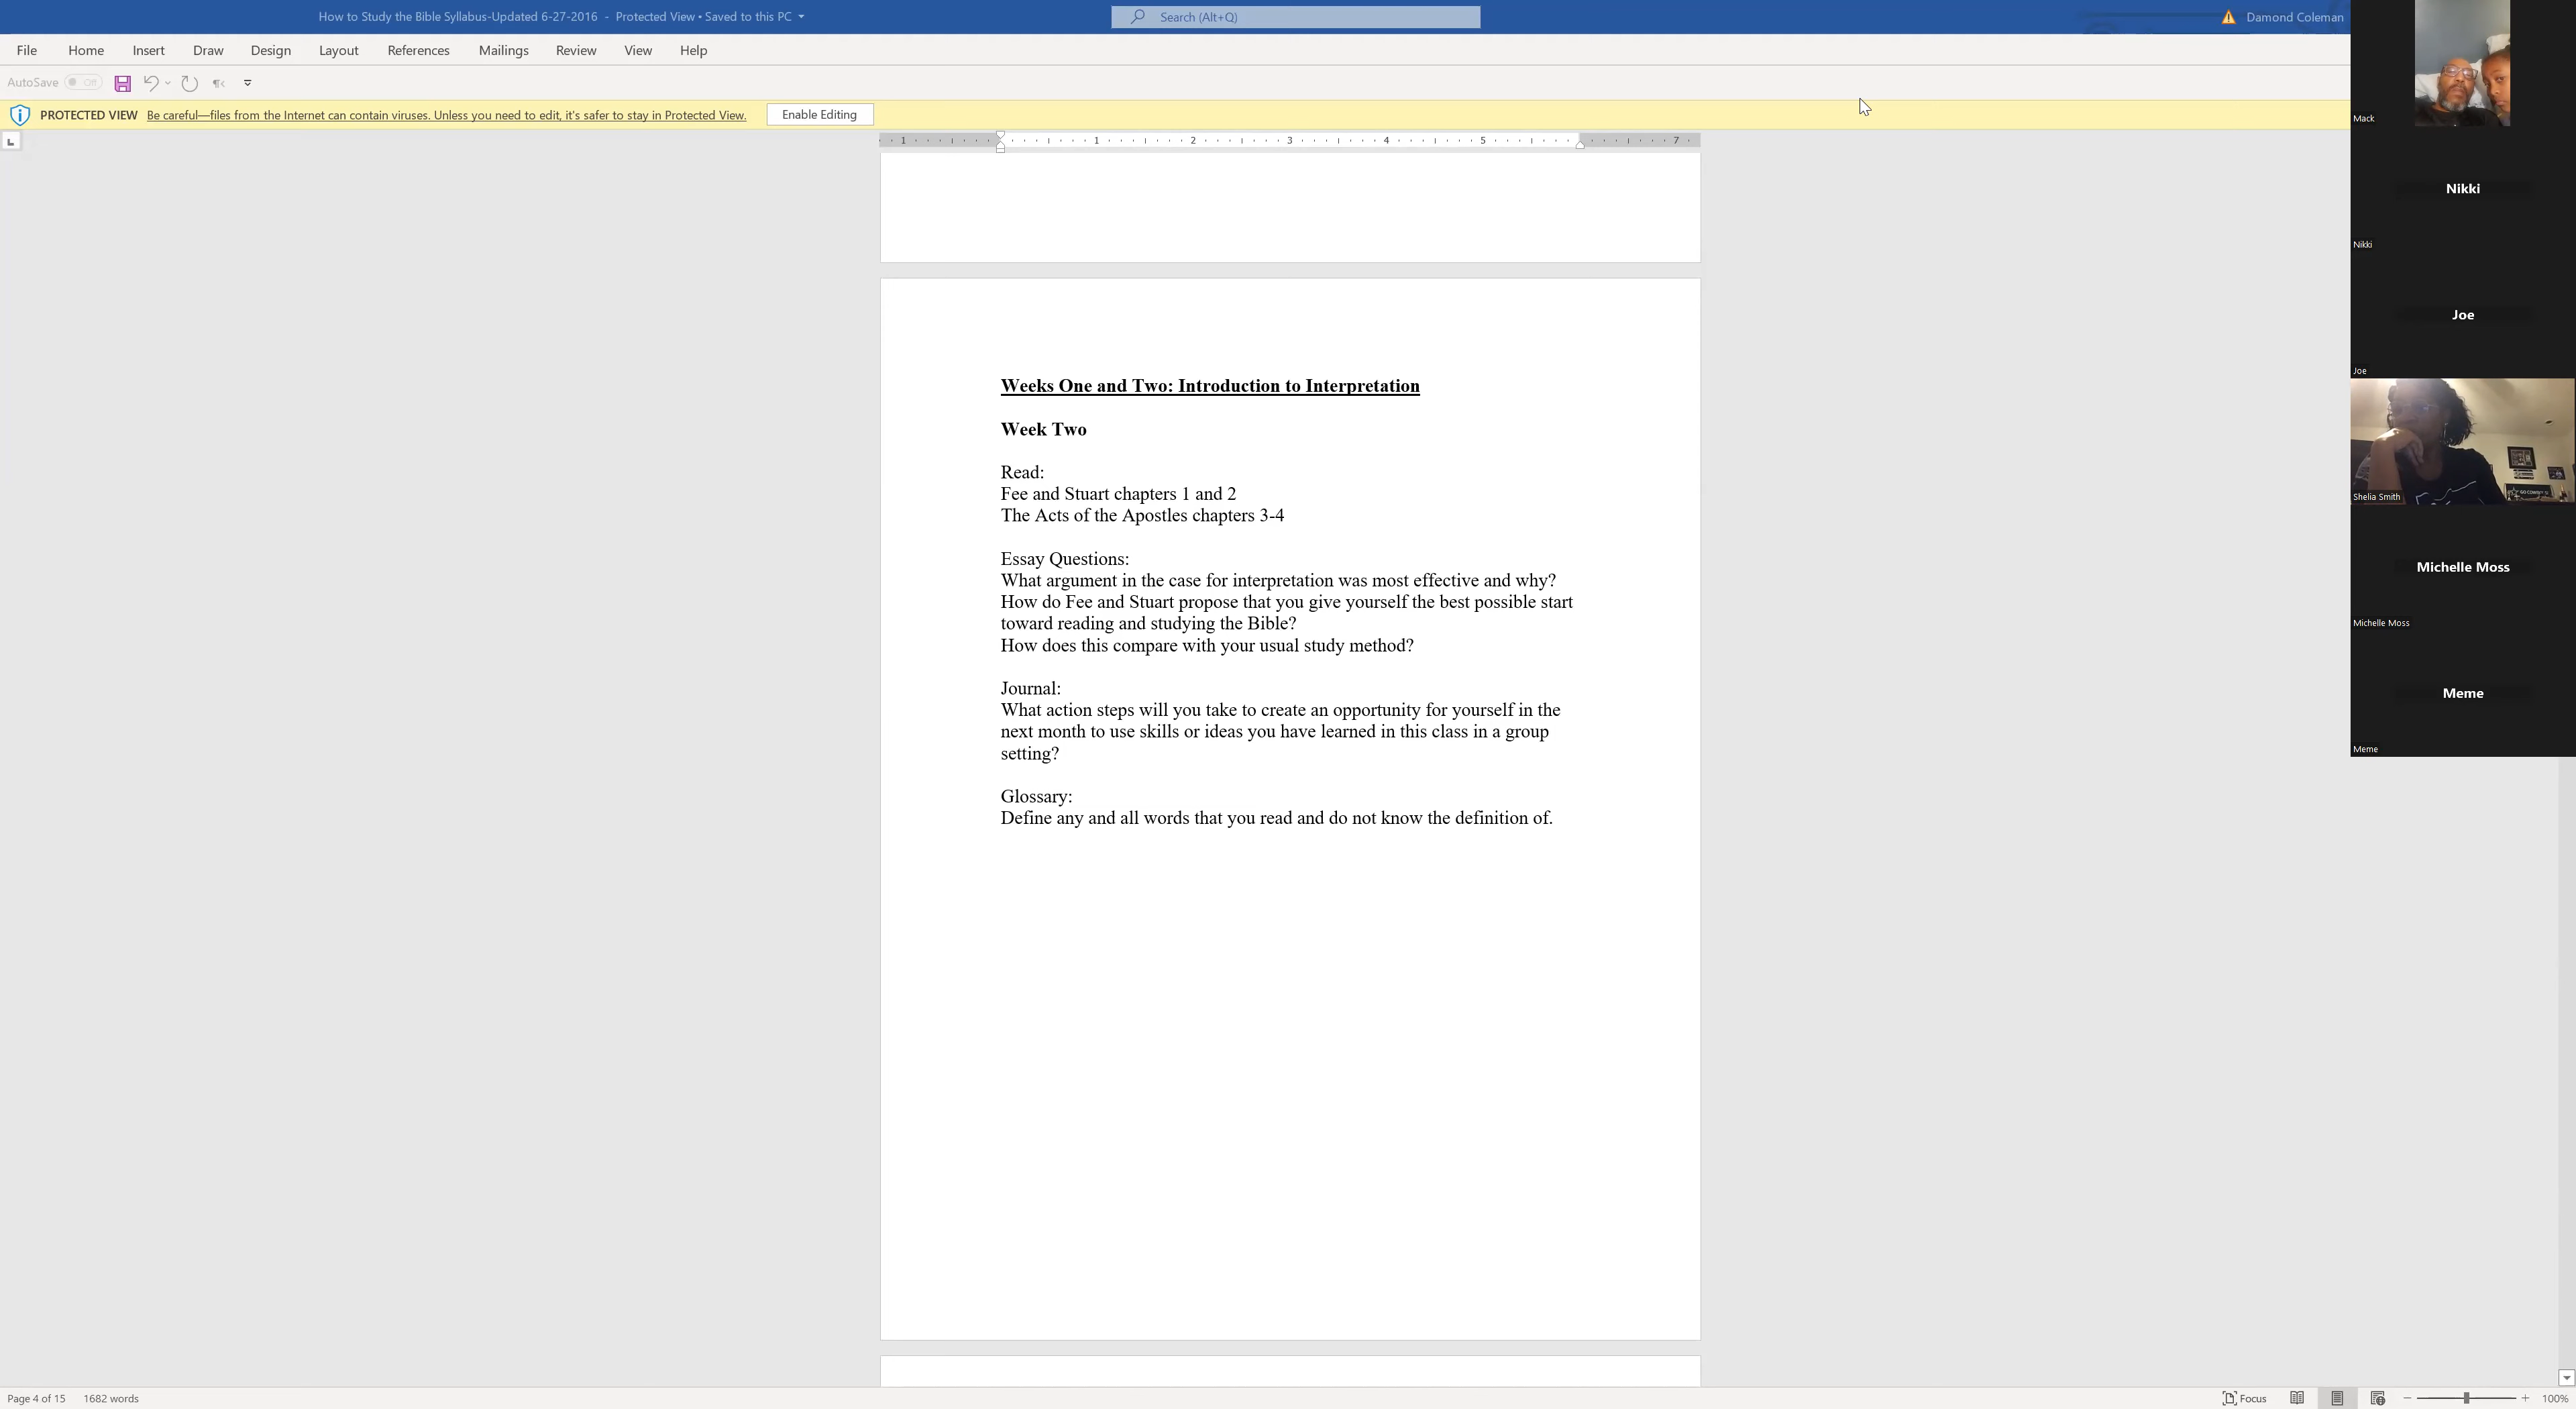 How to Study the Bible Syllabus-Updated 6-27-2016 - Protected View • Saved to this PC
Search (Alt+Q)
Damond Coleman
File Home Insert Draw Design Layout References Mailings Review View Help
AutoSave Off
PROTECTED VIEW Be careful—files from the Internet can contain viruses. Unless you need to edit, it's safer to stay in Protected View. Enable Editing
1 1 2 3 4 5 7
Weeks One and Two: Introduction to Interpretation
Week Two
Read:
Fee and Stuart chapters 1 and 2
The Acts of the Apostles chapters 3-4
Essay Questions:
What argument in the case for interpretation was most effective and why?
How do Fee and Stuart propose that you give yourself the best possible start
toward reading and studying the Bible?
How does this compare with your usual study method?
Journal:
What action steps will you take to create an opportunity for yourself in the
next month to use skills or ideas you have learned in this class in a group
setting?
Glossary:
Define any and all words that you read and do not know the definition of.
Mack
Nikki
Nikki
Joe
Joe
Shelia Smith
Michelle Moss
Michelle Moss
Meme
Meme
Page 4 of 15 1682 words
Focus
100%